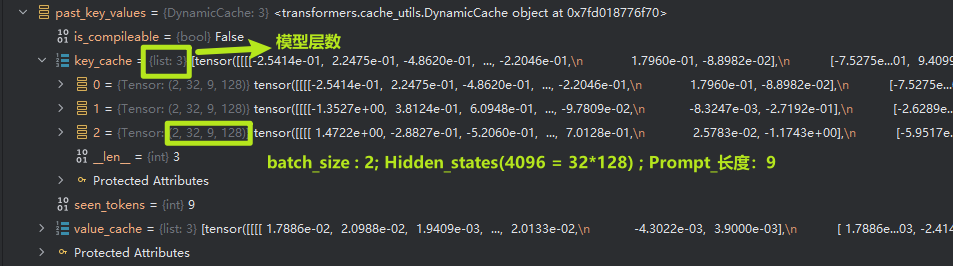 past_key_values = {DynamicCache: 3} <transformers.cache_utils.DynamicCache object at 0x7fd018776f70>
is_compileable = {bool} False
模型层数
key_cache = {list: 3} [tensor([[[[-2.5414e-01, 2.2475e-01, -4.8620e-01, ..., -2.2046e-01,\n 1.7960e-01, -8.8982e-02],\n [-7.5275e...01, 9.4099
0 = {Tensor: (2, 32, 9, 128)} tensor([[[[-2.5414e-01, 2.2475e-01, -4.8620e-01, ..., -2.2046e-01,\n 1.7960e-01, -8.8982e-02],\n [-7.5275e...
1 = {Tensor: (2, 32, 9, 128)} tensor([[[[-1.3527e+00, 3.8124e-01, 6.0948e-01, ..., -9.7809e-02,\n -8.3247e-03, -2.7192e-01],\n [-2.6289e...
2 = {Tensor: (2, 32, 9, 128)} tensor([[[[ 1.4722e+00, -2.8827e-01, -5.2060e-01, ..., 7.0128e-01,\n 2.5783e-02, -1.1743e+00],\n [-5.9517e...
__len__ = {int} 3
batch_size : 2; Hidden_states(4096 = 32*128) ; Prompt_长度: 9
Protected Attributes
seen_tokens = {int} 9
value_cache = {list: 3} [tensor([[[[ 1.7886e-02, 2.0988e-02, 1.9409e-03, ..., 2.0133e-02,\n -4.3022e-03, 3.9000e-03],\n [ 1.7886e...03, -2.414
Protected Attributes